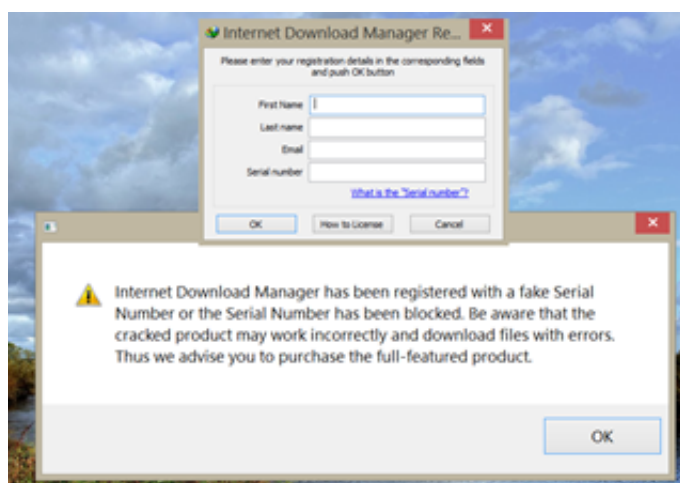 Internet Download Manager Re...
Please enter your registration details in the corresponding fields
and push OK button
First Name
Last name
Email
Serial number
What is the "Serial number"?
OK
How to License
Cancel
Internet Download Manager has been registered with a fake Serial
Number or the Serial Number has been blocked. Be aware that the
cracked product may work incorrectly and download files with errors.
Thus we advise you to purchase the full-featured product.
OK